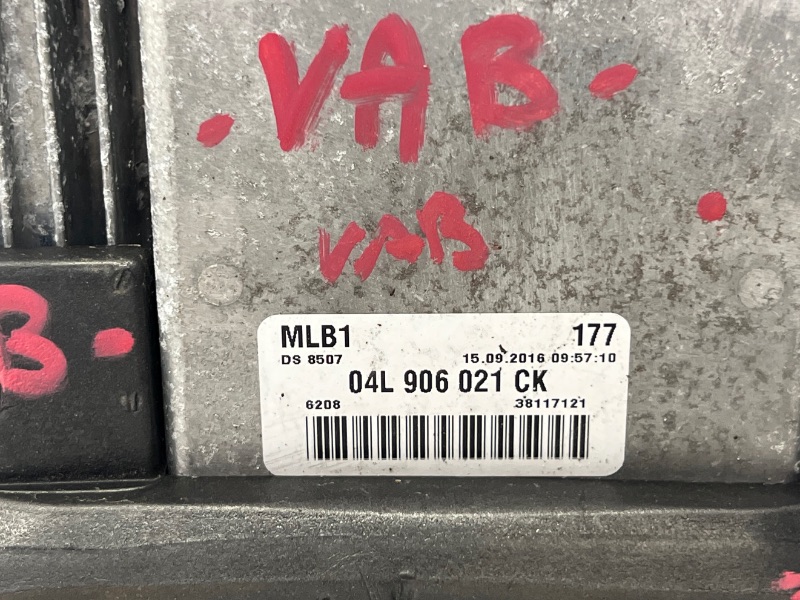 VAB
VAB
B
MLB1 177
DS 8507 15.09.2016 09:57:10
04L 906 021 CK
6208 38117121